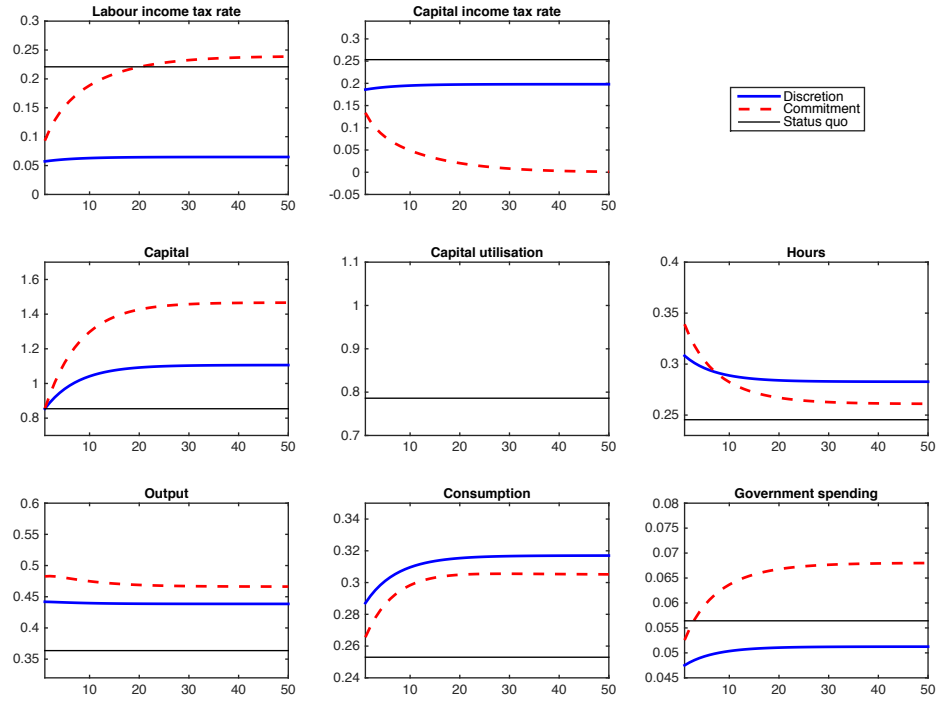 Labour income tax rate
0.3
0.25
0.2
0.15
0.1
0.05
0
10 20 30 40 50
Capital income tax rate
0.3
0.2
0.1
0
-0.05
10 20 30 40 50
Discretion
Commitment
Status quo
Capital
1.6
1.4
1.2
1
0.8
10 20 30 40 50
Capital utilisation
1.1
1
0.9
0.8
0.7
10 20 30 40 50
Hours
0.4
0.35
0.3
0.25
10 20 30 40 50
Output
0.6
0.55
0.5
0.45
0.4
0.35
10 20 30 40 50
Consumption
0.34
0.32
0.3
0.28
0.26
0.24
10 20 30 40 50
Government spending
0.08
0.075
0.07
0.065
0.06
0.055
0.05
0.045
10 20 30 40 50